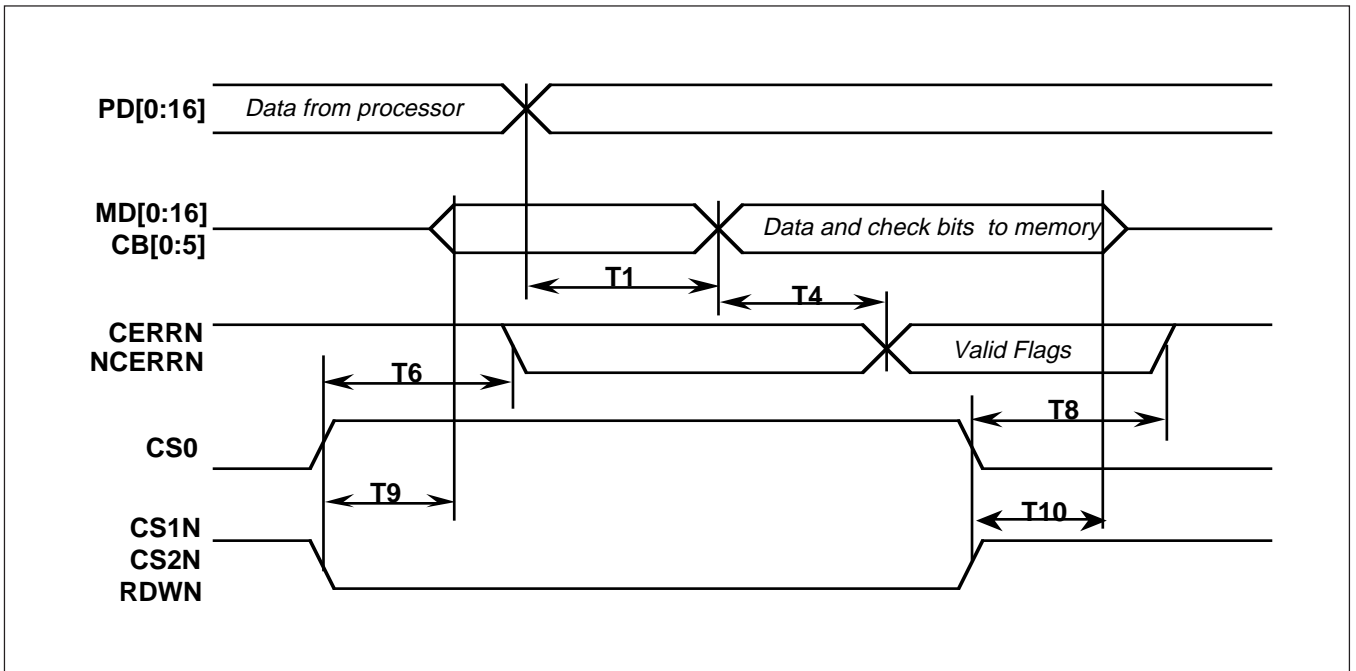 PD[0:16]
Data from processor
MD[0:16]
CB[0:5]
Data and check bits to memory
T1
T4
CERRN
NCERRN
Valid Flags
T6
T8
CS0
T9
T10
CS1N
CS2N
RDWN